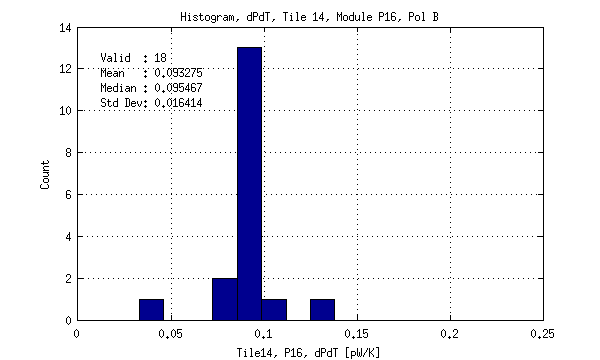 Histogram, dPdT, Tile 14, Module P16, Pol B
14
12
10
8
6
4
2
0
Count
Valid : 18
Mean : 0.093275
Median : 0.095467
Std Dev: 0.016414
0 0.05 0.1 0.15 0.2 0.25
Tile14, P16, dPdT [pW/K]